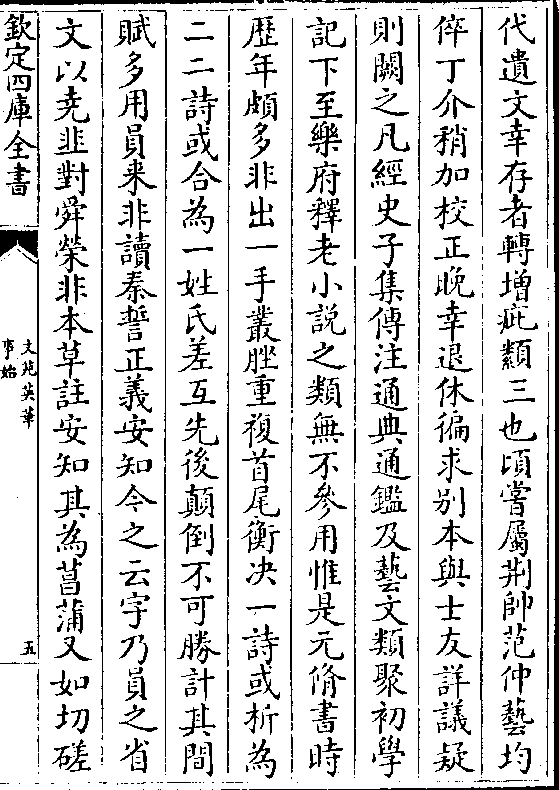 代遺文幸存者轉增疵纇三也頃嘗屬荆帥范仲藝均
倅丁介稍加校正晚幸退休徧求别本與士友詳議疑
則闕之凡經史子集傳注通典通鑑及藝文類聚初學
記下至樂府釋老小說之類無不參用惟是元脩書時
歴年頗多非出一手叢脞重複首尾衡决一詩或析為
二二詩或合為一姓氏差互先後顛倒不可勝計其間
賦多用員来非讀秦誓正義安知今之云字乃員之省
文以尭韭對舜榮非本草註安知其為菖蒲又如切磋
欽定四庫全書
文苑英華
事始
五